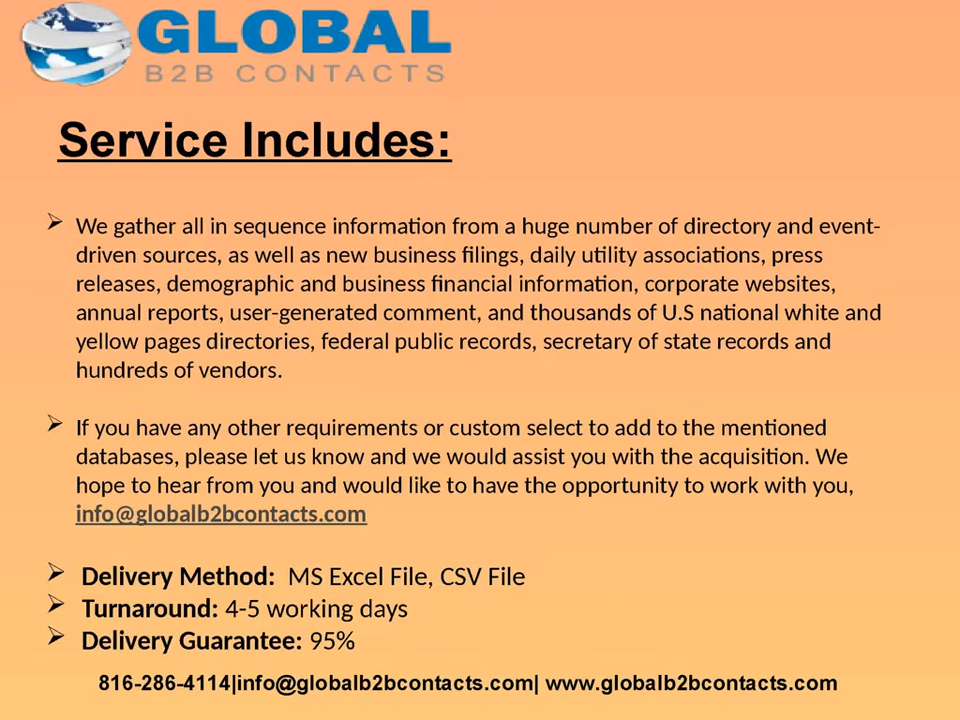 GLOBAL
B2B CONTACTS
Service Includes:
➢ We gather all in sequence information from a huge number of directory and event-
driven sources, as well as new business filings, daily utility associations, press
releases, demographic and business financial information, corporate websites,
annual reports, user-generated comment, and thousands of U.S national white and
yellow pages directories, federal public records, secretary of state records and
hundreds of vendors.
➢ If you have any other requirements or custom select to add to the mentioned
databases, please let us know and we would assist you with the acquisition. We
hope to hear from you and would like to have the opportunity to work with you,
info@globalb2bcontacts.com
➢ Delivery Method: MS Excel File, CSV File
➢ Turnaround: 4-5 working days
➢ Delivery Guarantee: 95%
816-286-4114|info@globalb2bcontacts.com| www.globalb2bcontacts.com